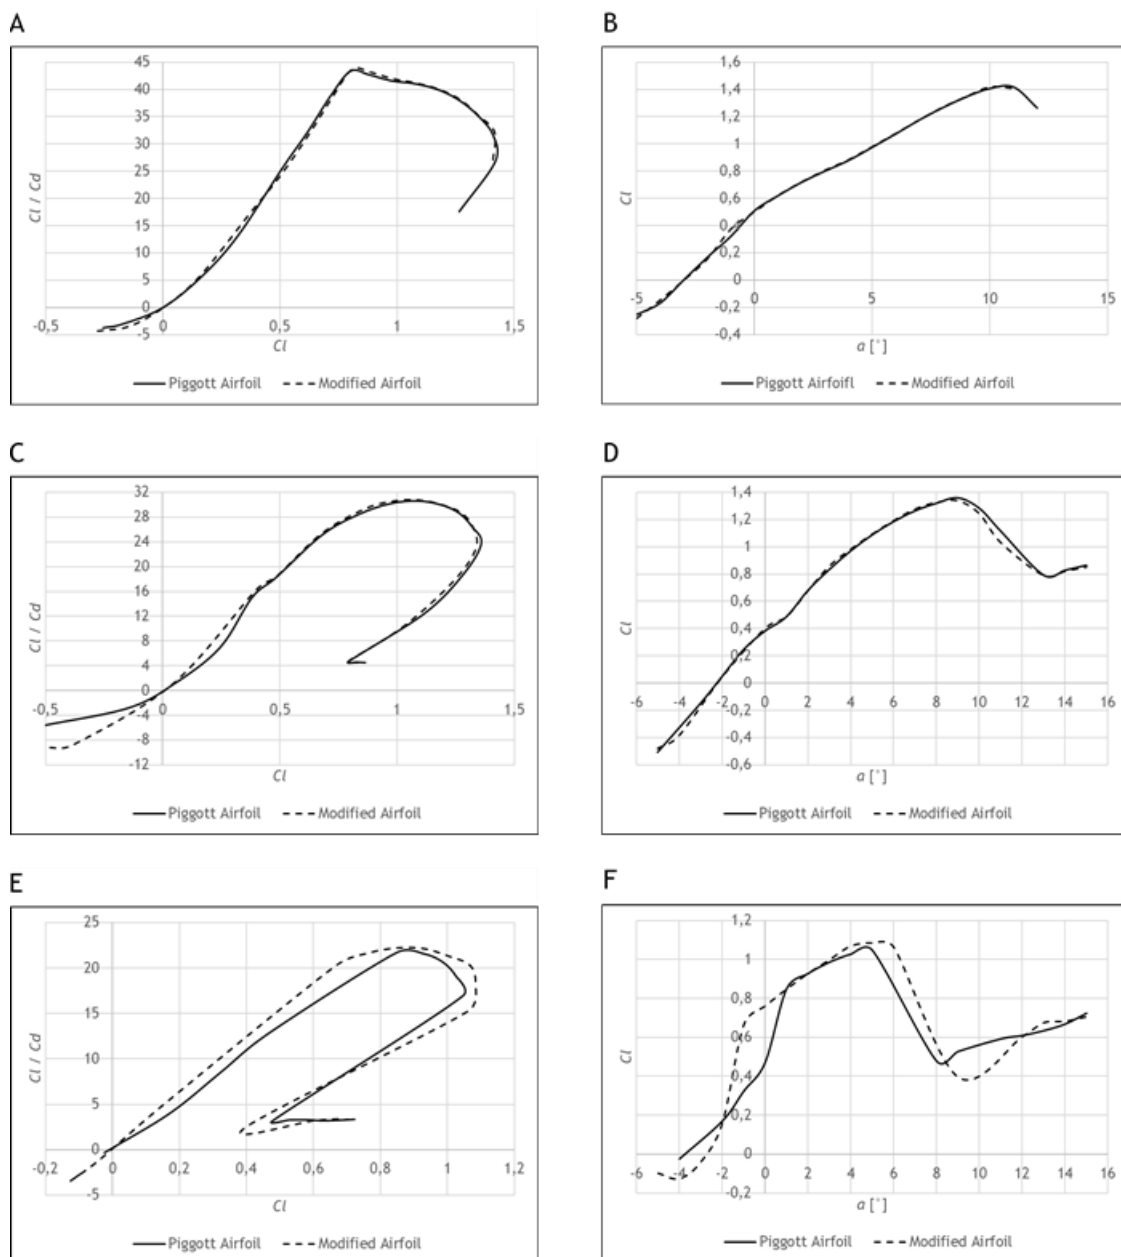 A
45
40
35
30
25
20
15
10
5
0
-5
Cl / Cd
-0,5 0 0,5 1 1,5
Cl
Piggott Airfoil Modified Airfoil
B
1,6
1,4
1,2
1
0,8
0,6
0,4
0,2
0
-0,2
-0,4
Cl
-5 0 5 10 15
a [°]
Piggott Airfoifl Modified Airfoil
C
32
28
24
20
16
12
8
4
0
-4
-8
-12
Cl / Cd
-0,5 0 0,5 1 1,5
Cl
Piggott Airfoil Modified Airfoil
D
1,4
1,2
1
0,8
0,6
0,4
0,2
0
-0,2
-0,4
-0,6
Cl
-6 -4 -2 0 2 4 6 8 10 12 14 16
a [°]
Piggott Airfoil Modified Airfoil
E
25
20
15
10
5
0
-5
Cl / Cd
-0,2 0 0,2 0,4 0,6 0,8 1 1,2
Cl
Piggott Airfoil Modified Airfoil
F
1,2
1
0,8
0,6
0,4
0,2
0
-0,2
Cl
-6 -4 -2 0 2 4 6 8 10 12 14 16
a [°]
Piggott Airfoil Modified Airfoil